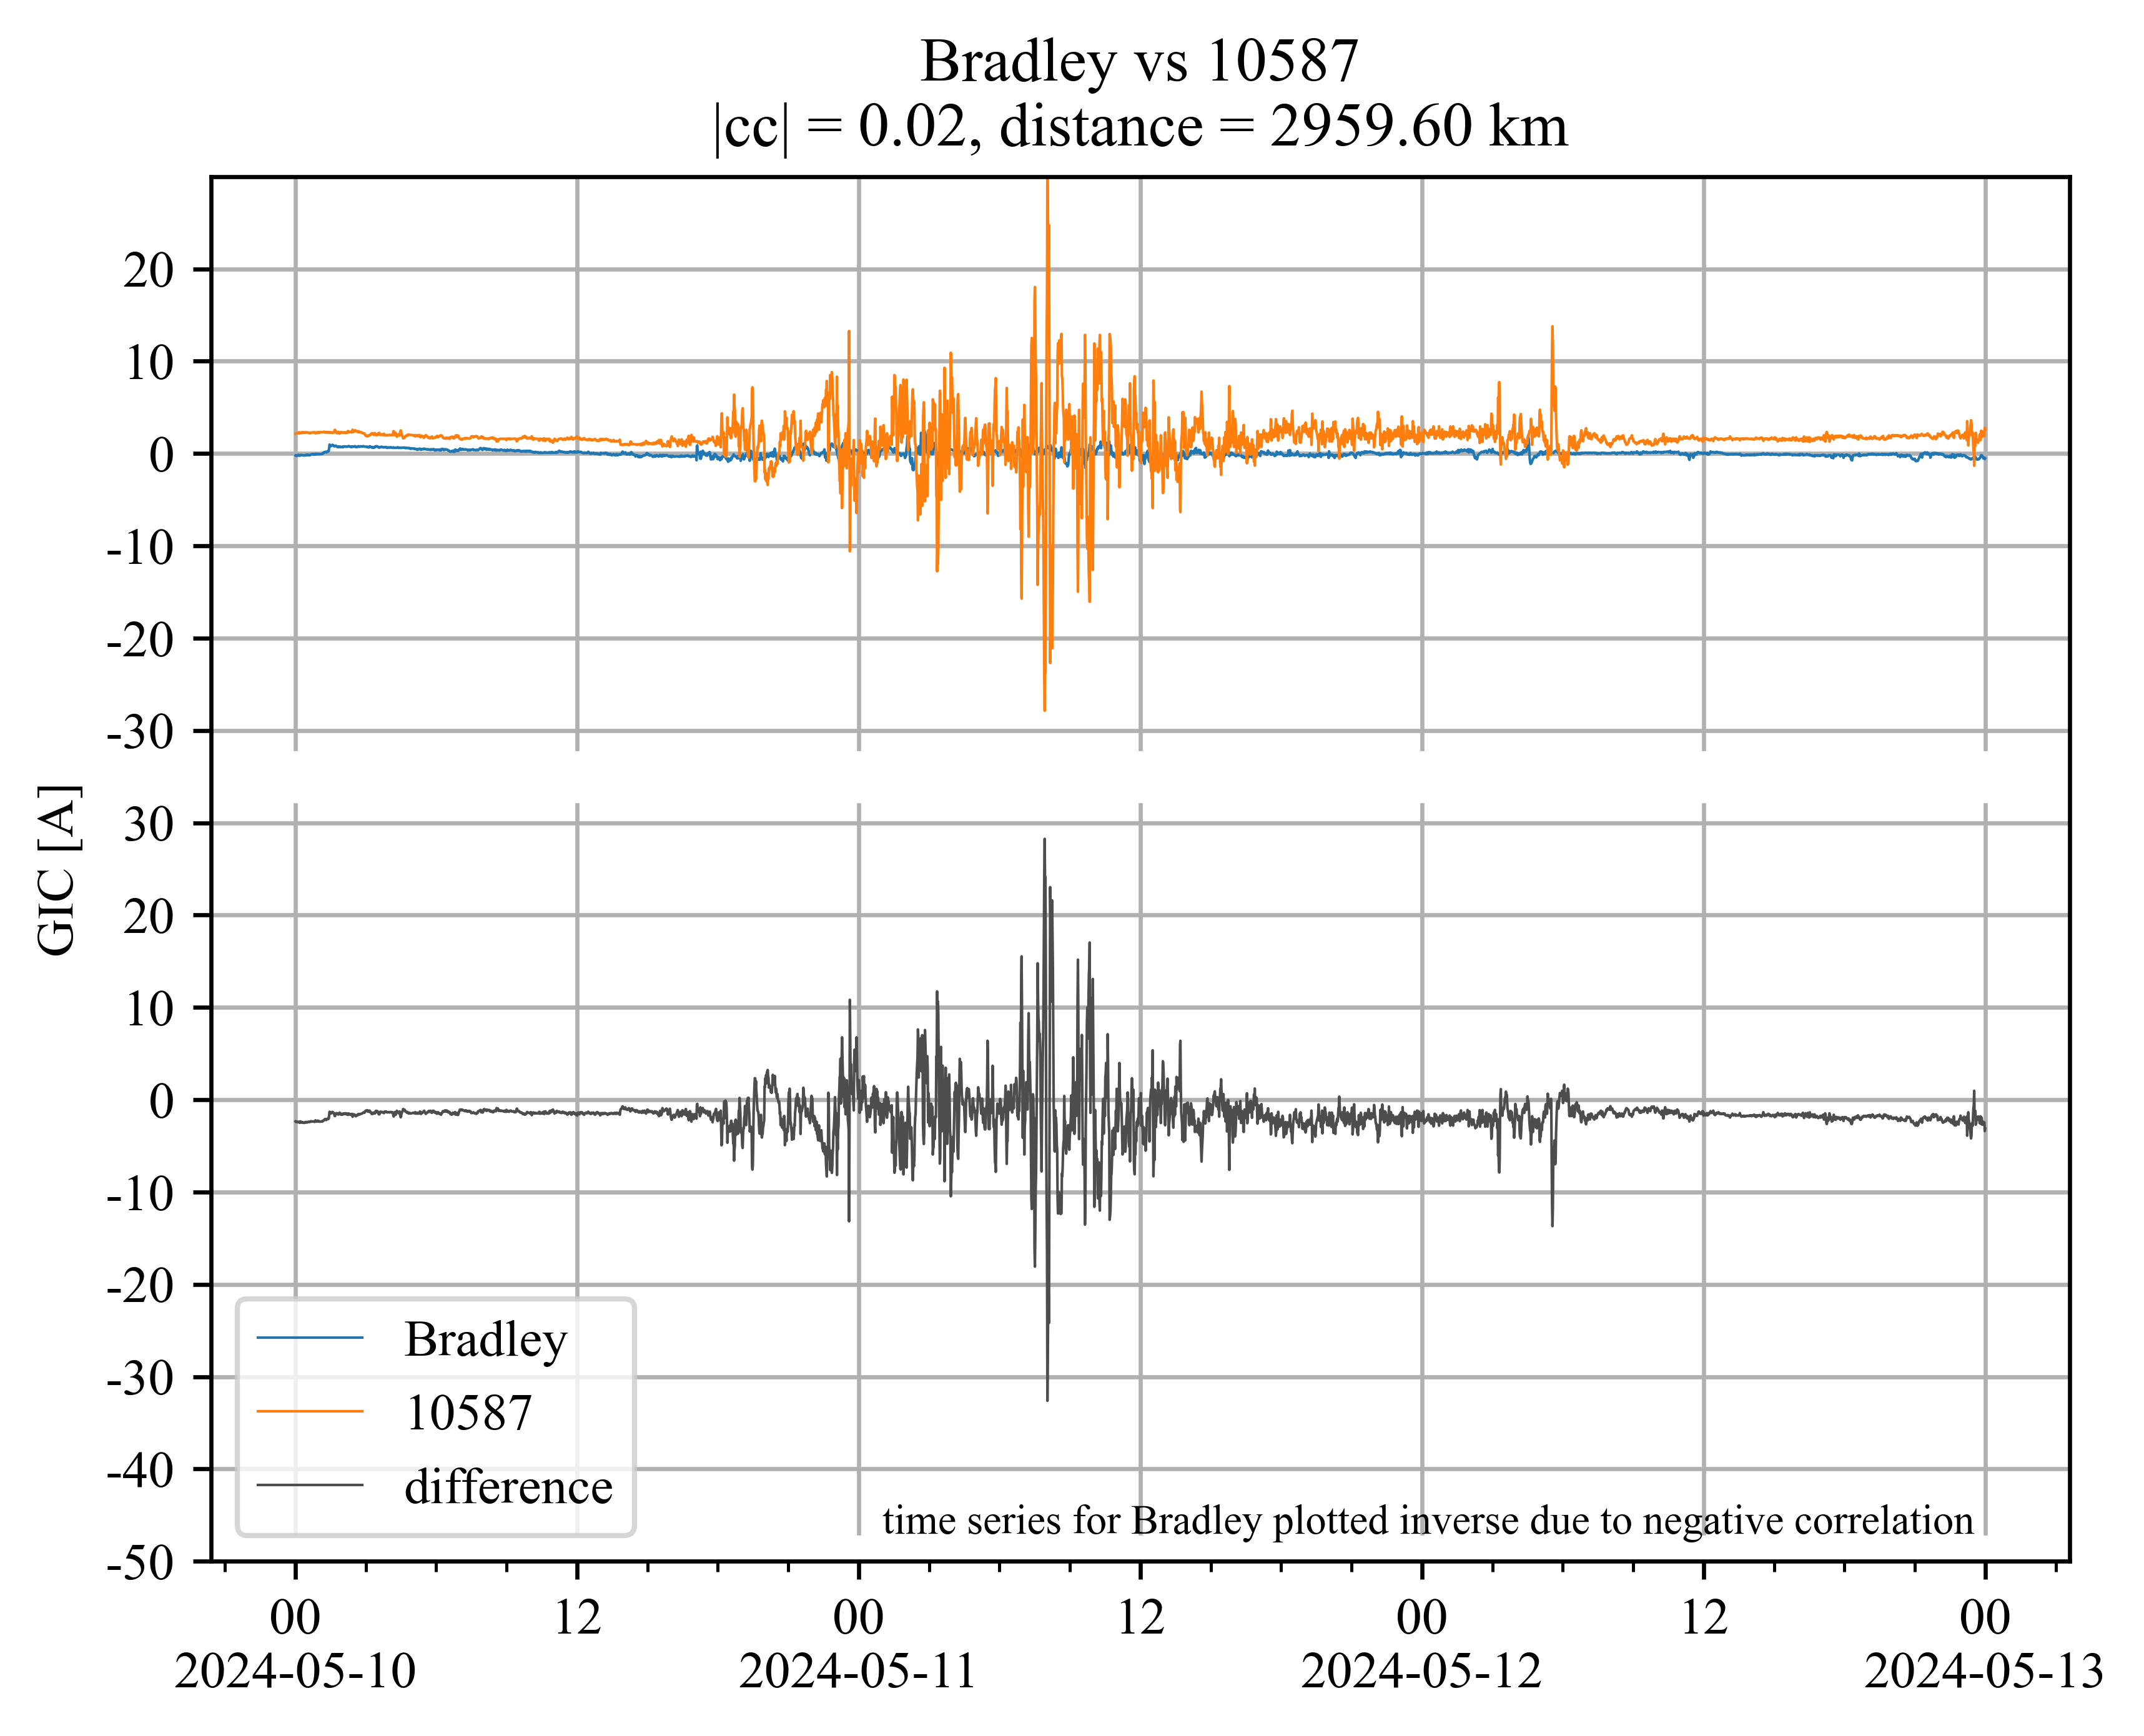 Bradley vs 10587
|cc| = 0.02, distance = 2959.60 km
20
10
0
-10
-20
-30
30
20
10
0
-10
-20
-30
-40
-50
GIC [A]
Bradley
10587
difference
time series for Bradley plotted inverse due to negative correlation
00 12 00 12 00 12 00
2024-05-10 2024-05-11 2024-05-12 2024-05-13